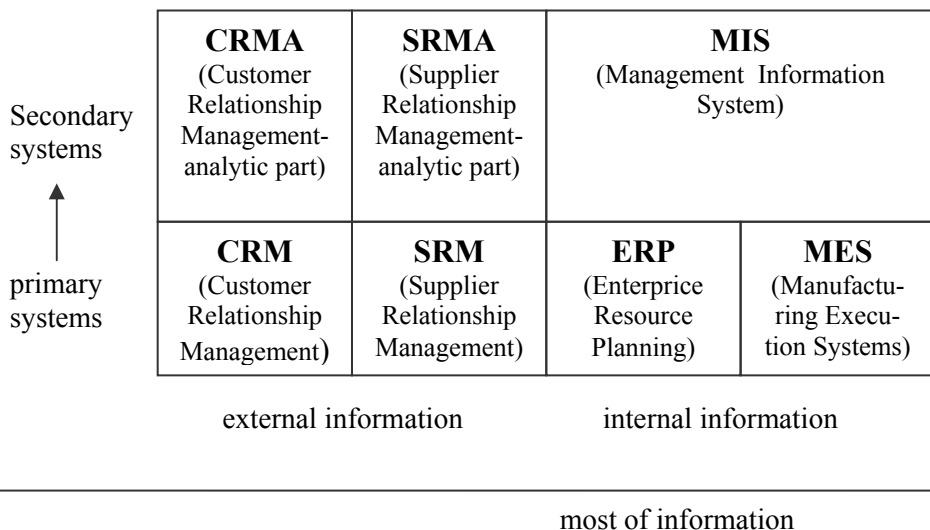 CRMA
(Customer
Relationship
Management-
analytic part)
SRMA
(Supplier
Relationship
Management-
analytic part)
MIS
(Management Information
System)
Secondary
systems
primary
systems
CRM
(Customer
Relationship
Management)
SRM
(Supplier
Relationship
Management)
ERP
(Enterprice
Resource
Planning)
MES
(Manufactu-
ring Execu-
tion Systems)
external information
internal information
most of information